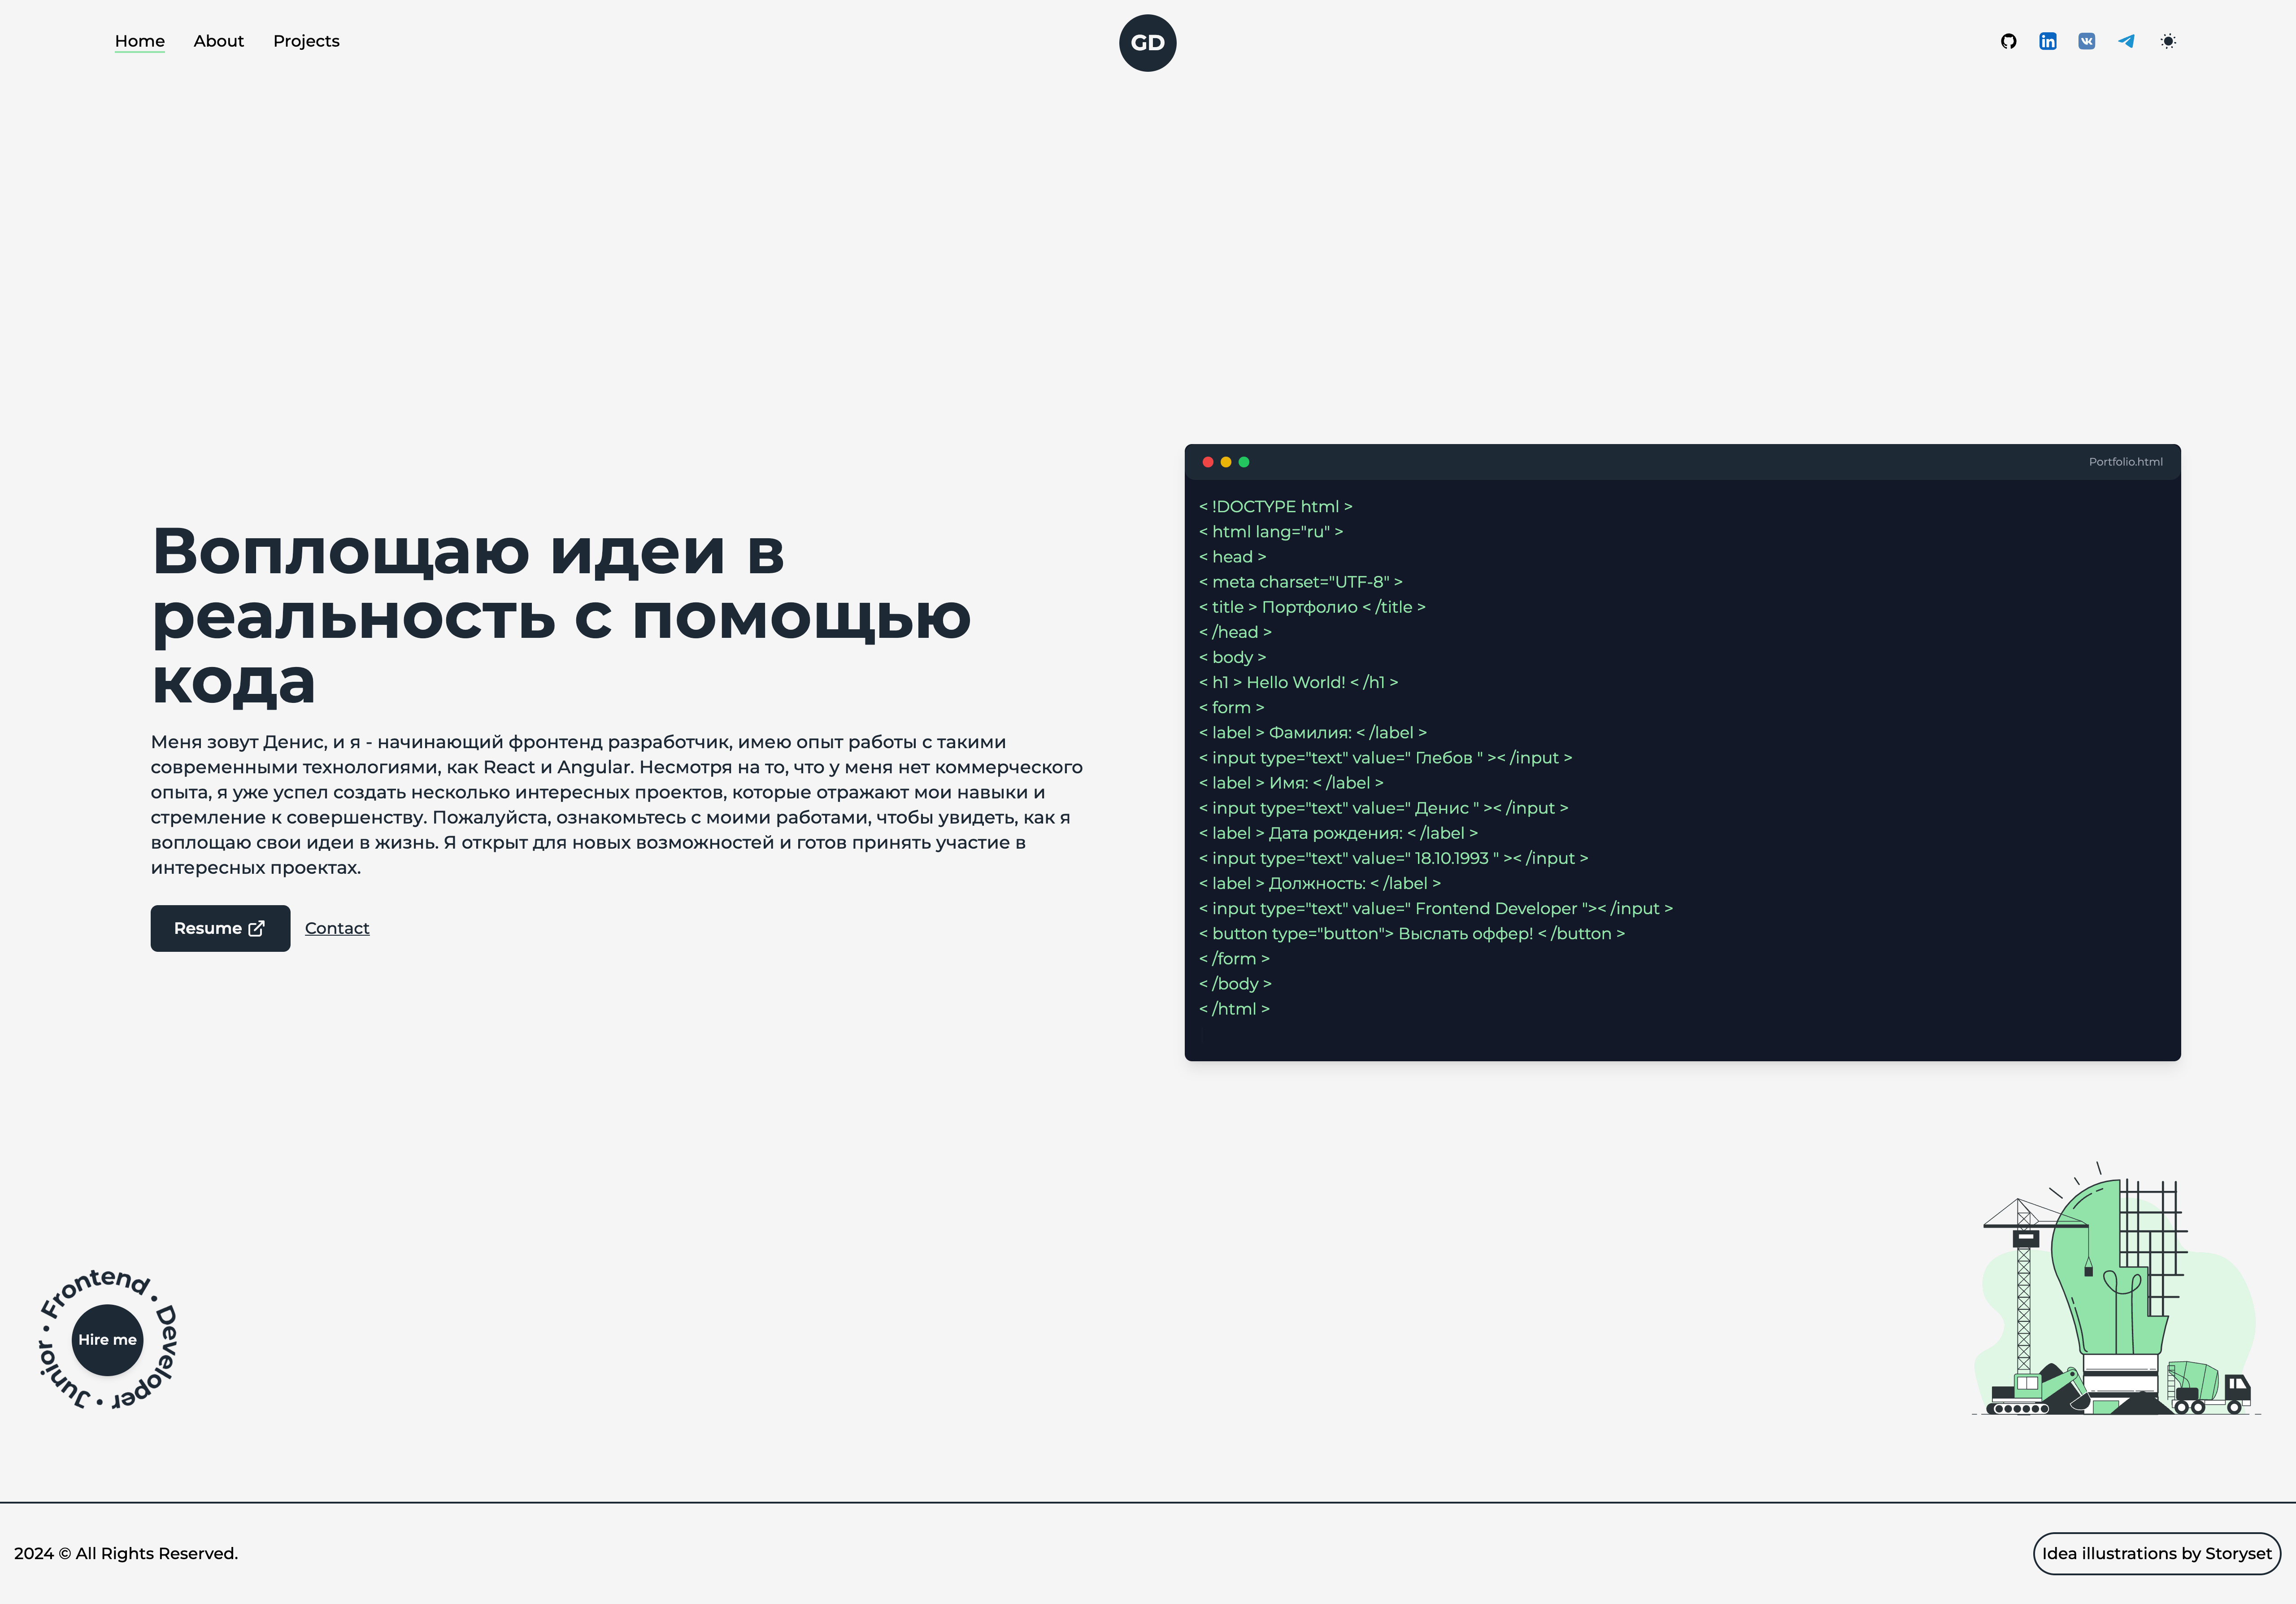 Home About Projects
GD
Воплощаю идеи в
реальность с помощью
кода
Меня зовут Денис, и я - начинающий фронтенд разработчик, имею опыт работы с такими
современными технологиями, как React и Angular. Несмотря на то, что у меня нет коммерческого
опыта, я уже успел создать несколько интересных проектов, которые отражают мои навыки и
стремление к совершенству. Пожалуйста, ознакомьтесь с моими работами, чтобы увидеть, как я
воплощаю свои идеи в жизнь. Я открыт для новых возможностей и готов принять участие в
интересных проектах.
Resume
Contact
Portfolio.html
< !DOCTYPE html >
< html lang="ru" >
< head >
< meta charset="UTF-8" >
< title > Портфолио < /title >
< /head >
< body >
< h1 > Hello World! < /h1 >
< form >
< label > Фамилия: < /label >
< input type="text" value=" Глебов " >< /input >
< label > Имя: < /label >
< input type="text" value=" Денис " >< /input >
< label > Дата рождения: < /label >
< input type="text" value=" 18.10.1993 " >< /input >
< label > Должность: < /label >
< input type="text" value=" Frontend Developer ">< /input >
< button type="button"> Выслать оффер! < /button >
< /form >
< /body >
< /html >
Junior • Frontend • Developer •
Hire me
2024 © All Rights Reserved.
Idea illustrations by Storyset